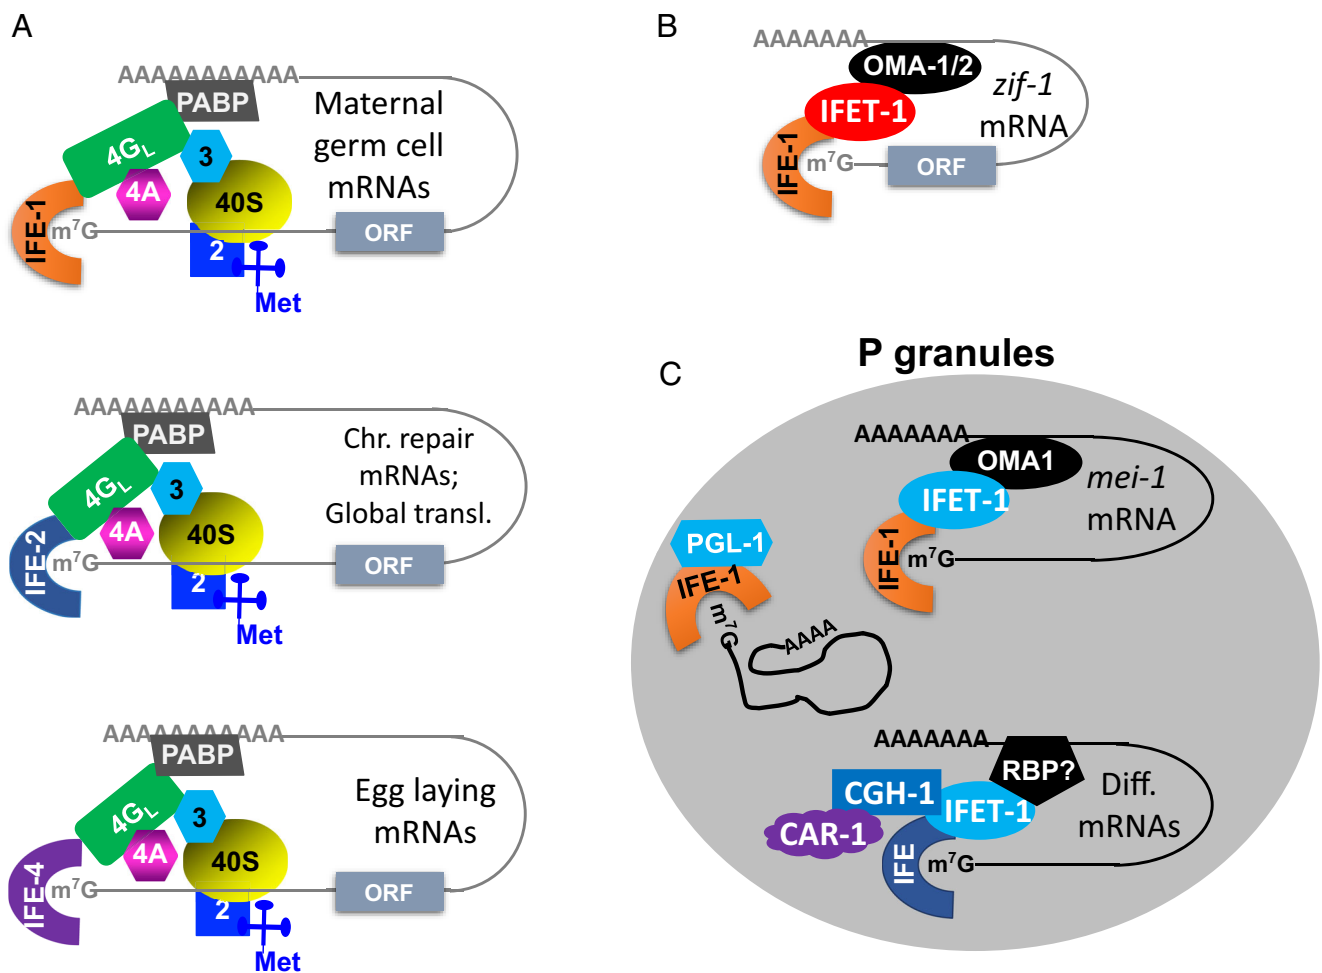 A
AAAAAAAAAAA
PABP
Maternal
germ cell
mRNAs
4GL
3
4A
40S
IFE-1
m7G
ORF
2
Met
AAAAAAAAAAA
PABP
Chr. repair
mRNAs;
Global transl.
4GL
3
4A
40S
IFE-2
m7G
ORF
2
Met
AAAAAAAAAAA
PABP
Egg laying
mRNAs
4GL
3
4A
40S
IFE-4
m7G
ORF
2
Met
B
AAAAAAA
OMA-1/2
zif-1
mRNA
IFET-1
IFE-1
m7G
ORF
C
P granules
AAAAAAA
OMA1
mei-1
mRNA
IFET-1
IFE-1
m7G
PGL-1
IFE-1
m7G
AAAA
AAAAAAA
RBP?
Diff.
mRNAs
CGH-1
IFET-1
CAR-1
IFE
m7G